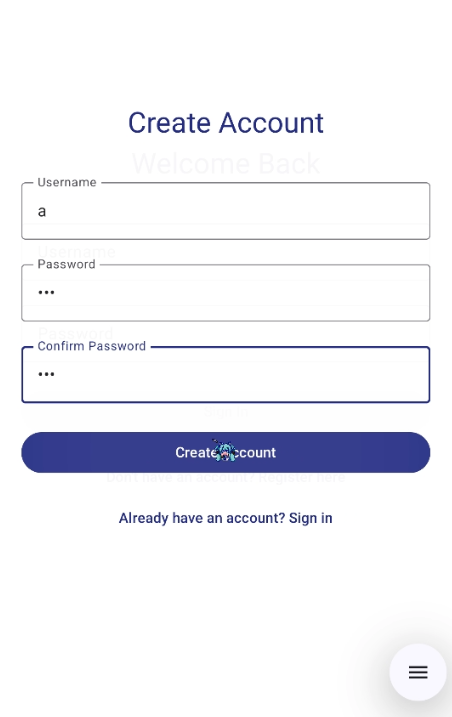 Create Account
Welcome Back
Username
a
Username
Password
•••
Password
Confirm Password
•••
Sign In
Create Account
Don't have an account? Register here
Already have an account? Sign in